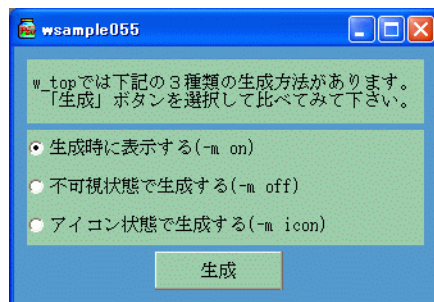 wsample055
w_topでは下記の３種類の生成方法があります。
「生成」ボタンを選択して比べてみて下さい。
生成時に表示する(-m on)
不可視状態で生成する(-m off)
アイコン状態で生成する(-m icon)
生成